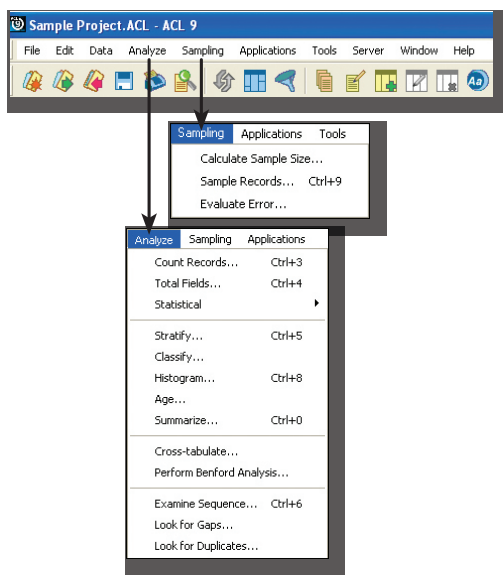 Sample Project.ACL - ACL 9
File Edit Data Analyze Sampling Applications Tools Server Window Help
Aa
Sampling Applications Tools
Calculate Sample Size...
Sample Records... Ctrl+9
Evaluate Error...
Analyze Sampling Applications
Count Records... Ctrl+3
Total Fields... Ctrl+4
Statistical
Stratify... Ctrl+5
Classify...
Histogram... Ctrl+8
Age...
Summarize... Ctrl+0
Cross-tabulate...
Perform Benford Analysis...
Examine Sequence... Ctrl+6
Look for Gaps...
Look for Duplicates...